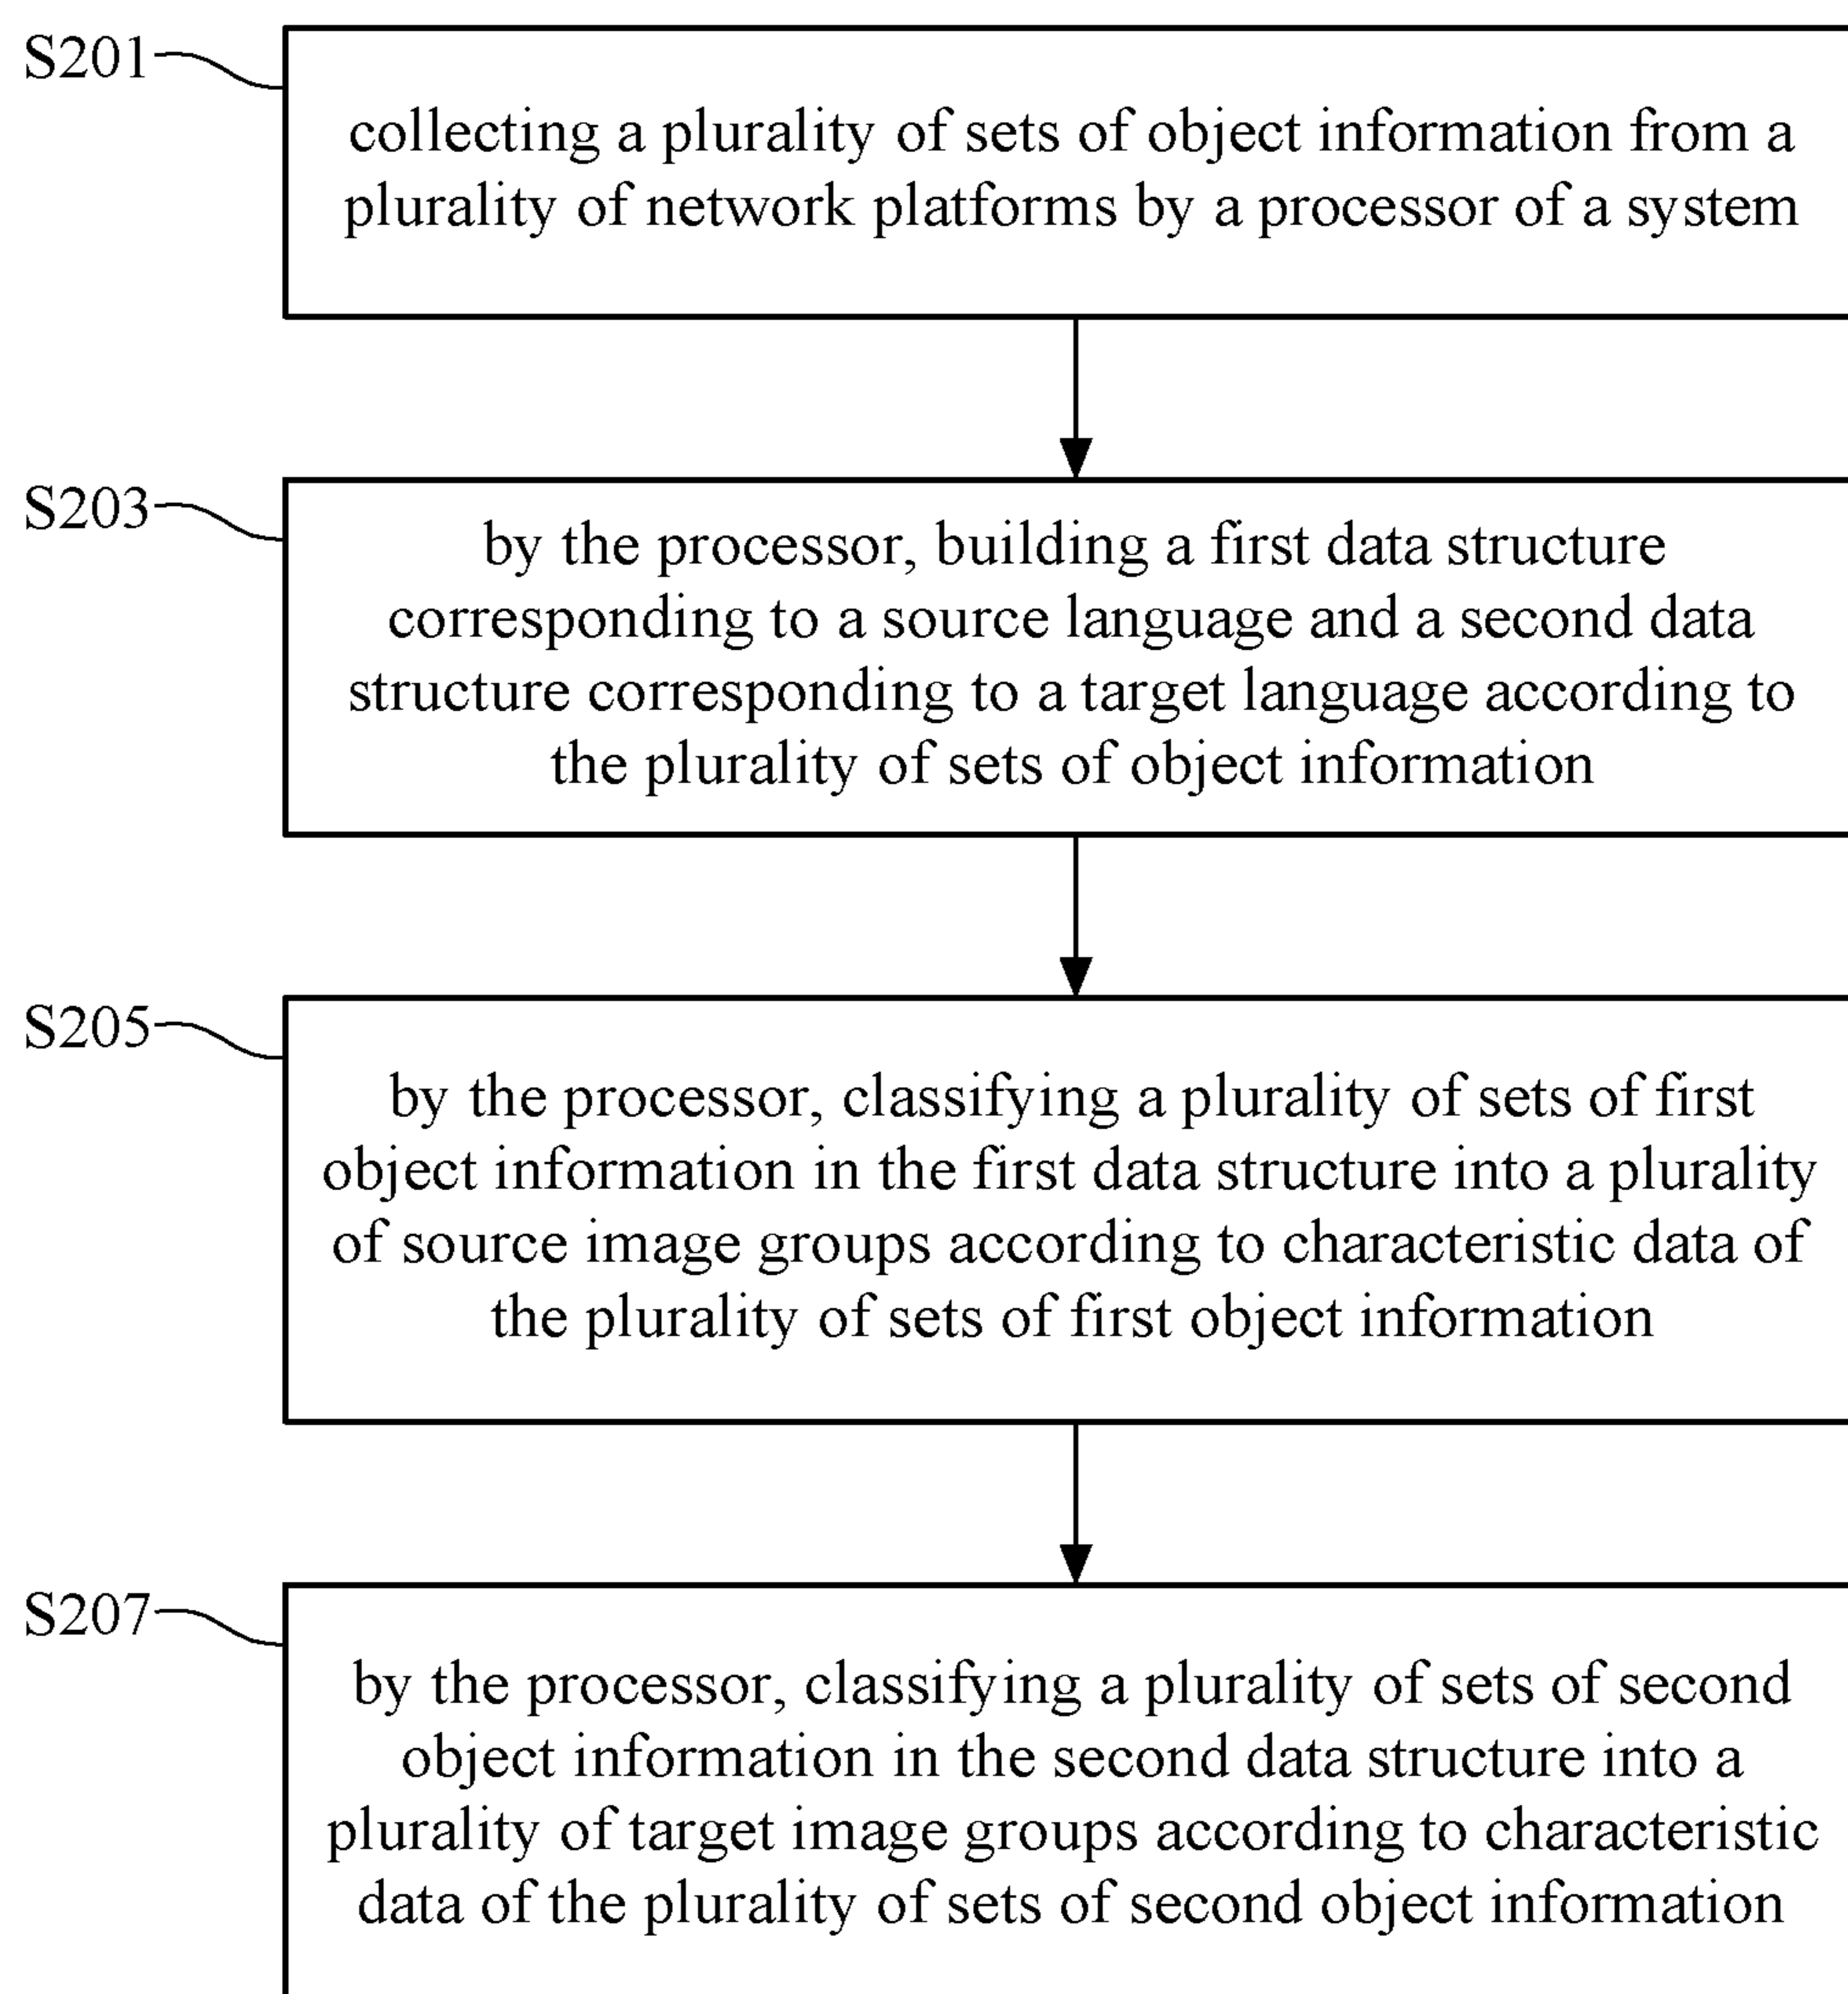 S201
collecting a plurality of sets of object information from a
plurality of network platforms by a processor of a system
S203
by the processor, building a first data structure
corresponding to a source language and a second data
structure corresponding to a target language according to
the plurality of sets of object information
S205
by the processor, classifying a plurality of sets of first
object information in the first data structure into a plurality
of source image groups according to characteristic data of
the plurality of sets of first object information
S207
by the processor, classifying a plurality of sets of second
object information in the second data structure into a
plurality of target image groups according to characteristic
data of the plurality of sets of second object information